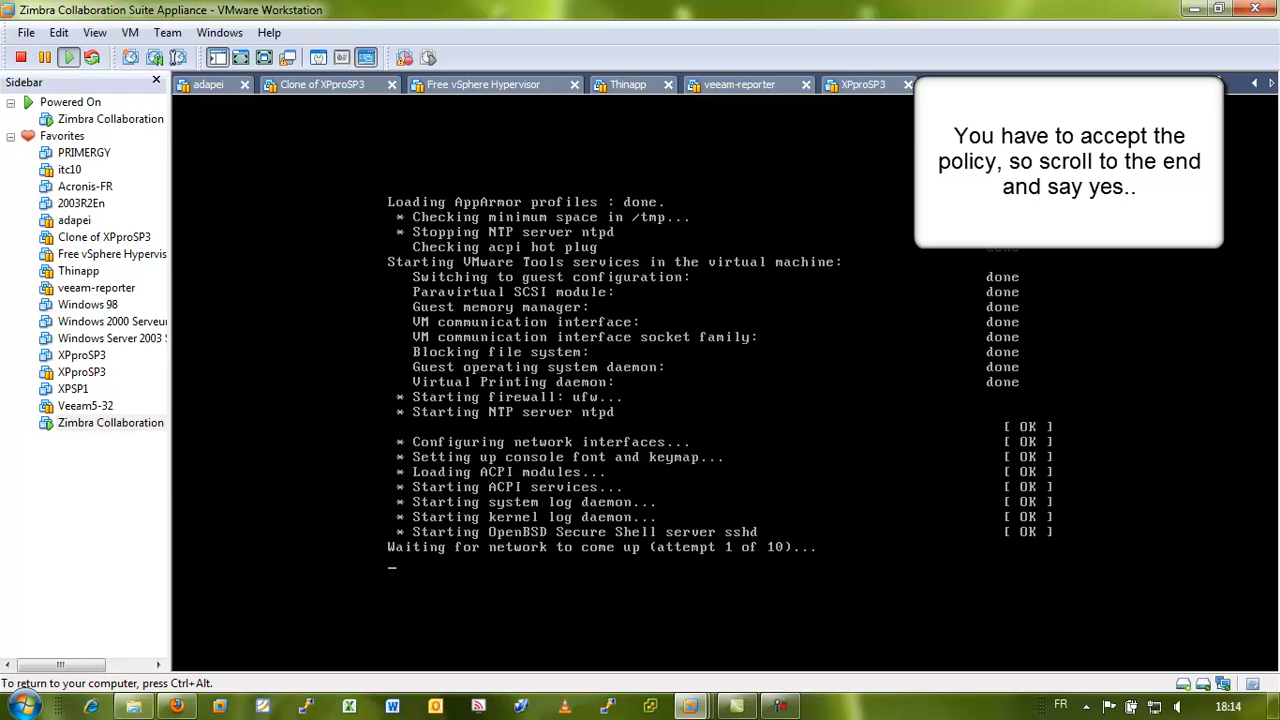 Zimbra Collaboration Suite Appliance - VMware Workstation
File Edit View VM Team Windows Help
Sidebar
adapei
Clone of XPproSP3
Free vSphere Hypervisor
Thinapp
veeam-reporter
XPproSP3
Powered On
Zimbra Collaboration
Favorites
PRIMERGY
itc10
Acronis-FR
2003R2En
adapei
Clone of XPproSP3
Free vSphere Hypervis
Thinapp
veeam-reporter
Windows 98
Windows 2000 Serveur
Windows Server 2003 S
XPproSP3
XPproSP3
XPSP1
Veeam5-32
Zimbra Collaboration
You have to accept the
policy, so scroll to the end
and say yes..
Loading AppArmor profiles : done.
* Checking minimum space in /tmp...
* Stopping NTP server ntpd
Checking acpi hot plug done
Starting VMware Tools services in the virtual machine:
Switching to guest configuration: done
Paravirtual SCSI module: done
Guest memory manager: done
VM communication interface: done
VM communication interface socket family: done
Blocking file system: done
Guest operating system daemon: done
Virtual Printing daemon: done
* Starting firewall: ufw...
* Starting NTP server ntpd
[ OK ]
* Configuring network interfaces... [ OK ]
* Setting up console font and keymap... [ OK ]
* Loading ACPI modules... [ OK ]
* Starting ACPI services... [ OK ]
* Starting system log daemon... [ OK ]
* Starting kernel log daemon... [ OK ]
* Starting OpenBSD Secure Shell server sshd [ OK ]
Waiting for network to come up (attempt 1 of 10)...
_
To return to your computer, press Ctrl+Alt.
FR
18:14